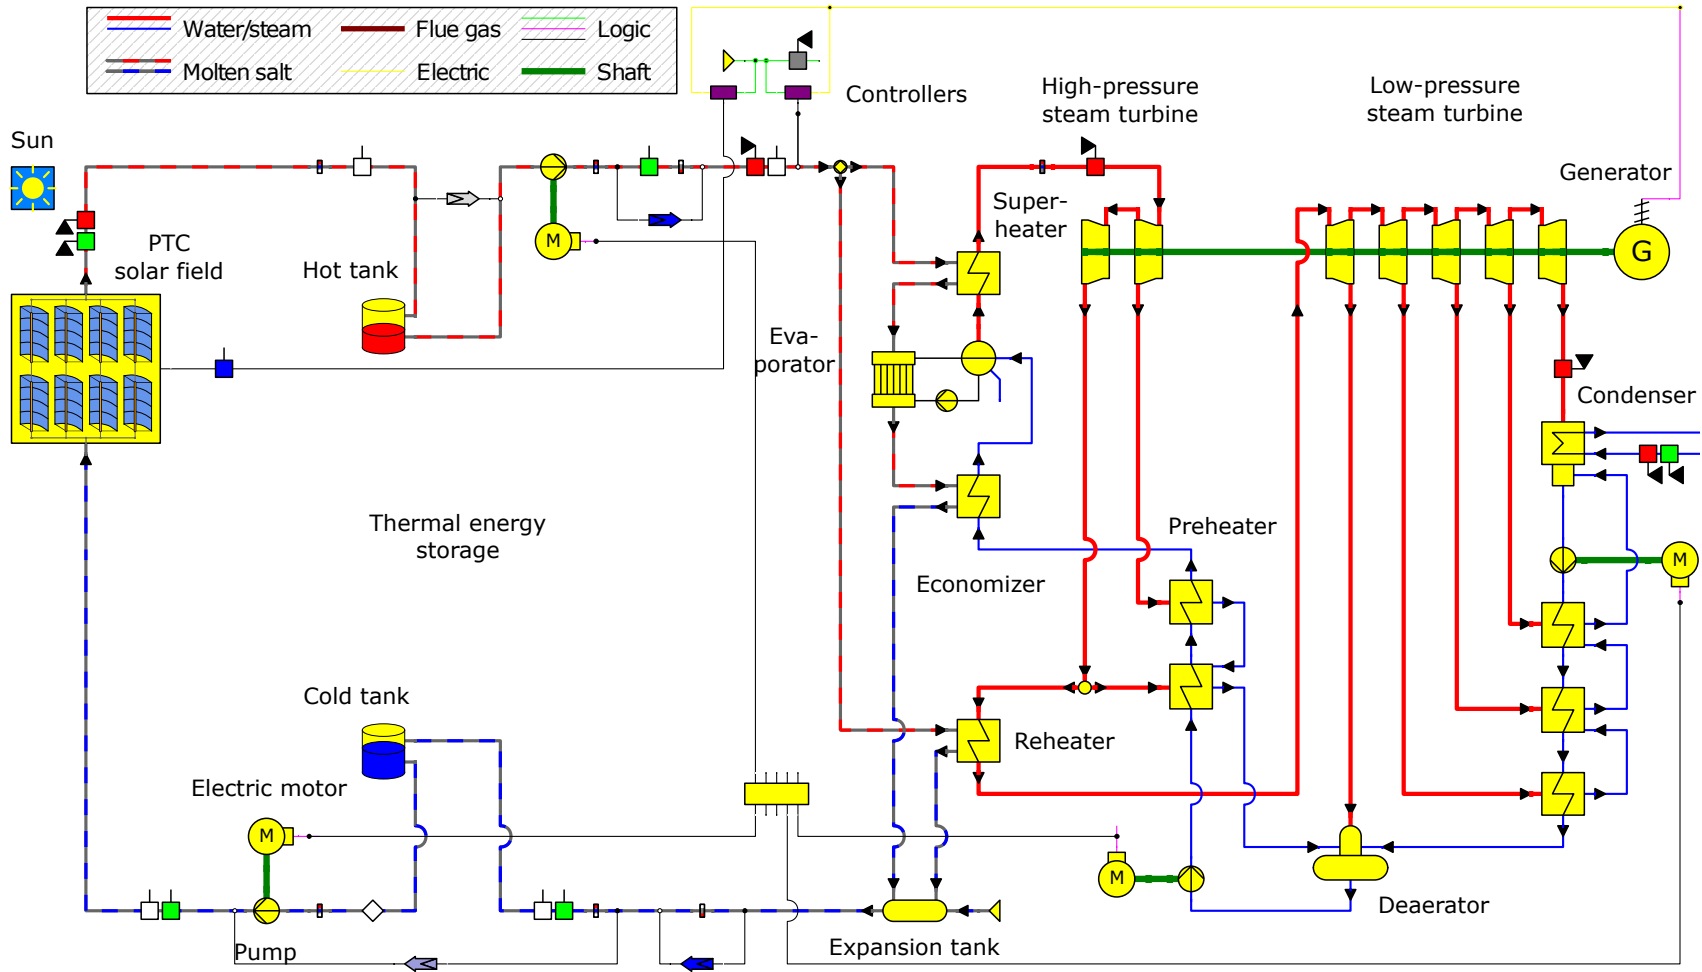 Water/steam
Flue gas
Logic
Molten salt
Electric
Shaft
Controllers
High-pressure
steam turbine
Low-pressure
steam turbine
Sun
Generator
PTC
solar field
Hot tank
M
Super-
heater
G
Eva-
porator
Condenser
Thermal energy
storage
Preheater
Economizer
M
Cold tank
Reheater
Electric motor
M
M
Deaerator
Pump
Expansion tank